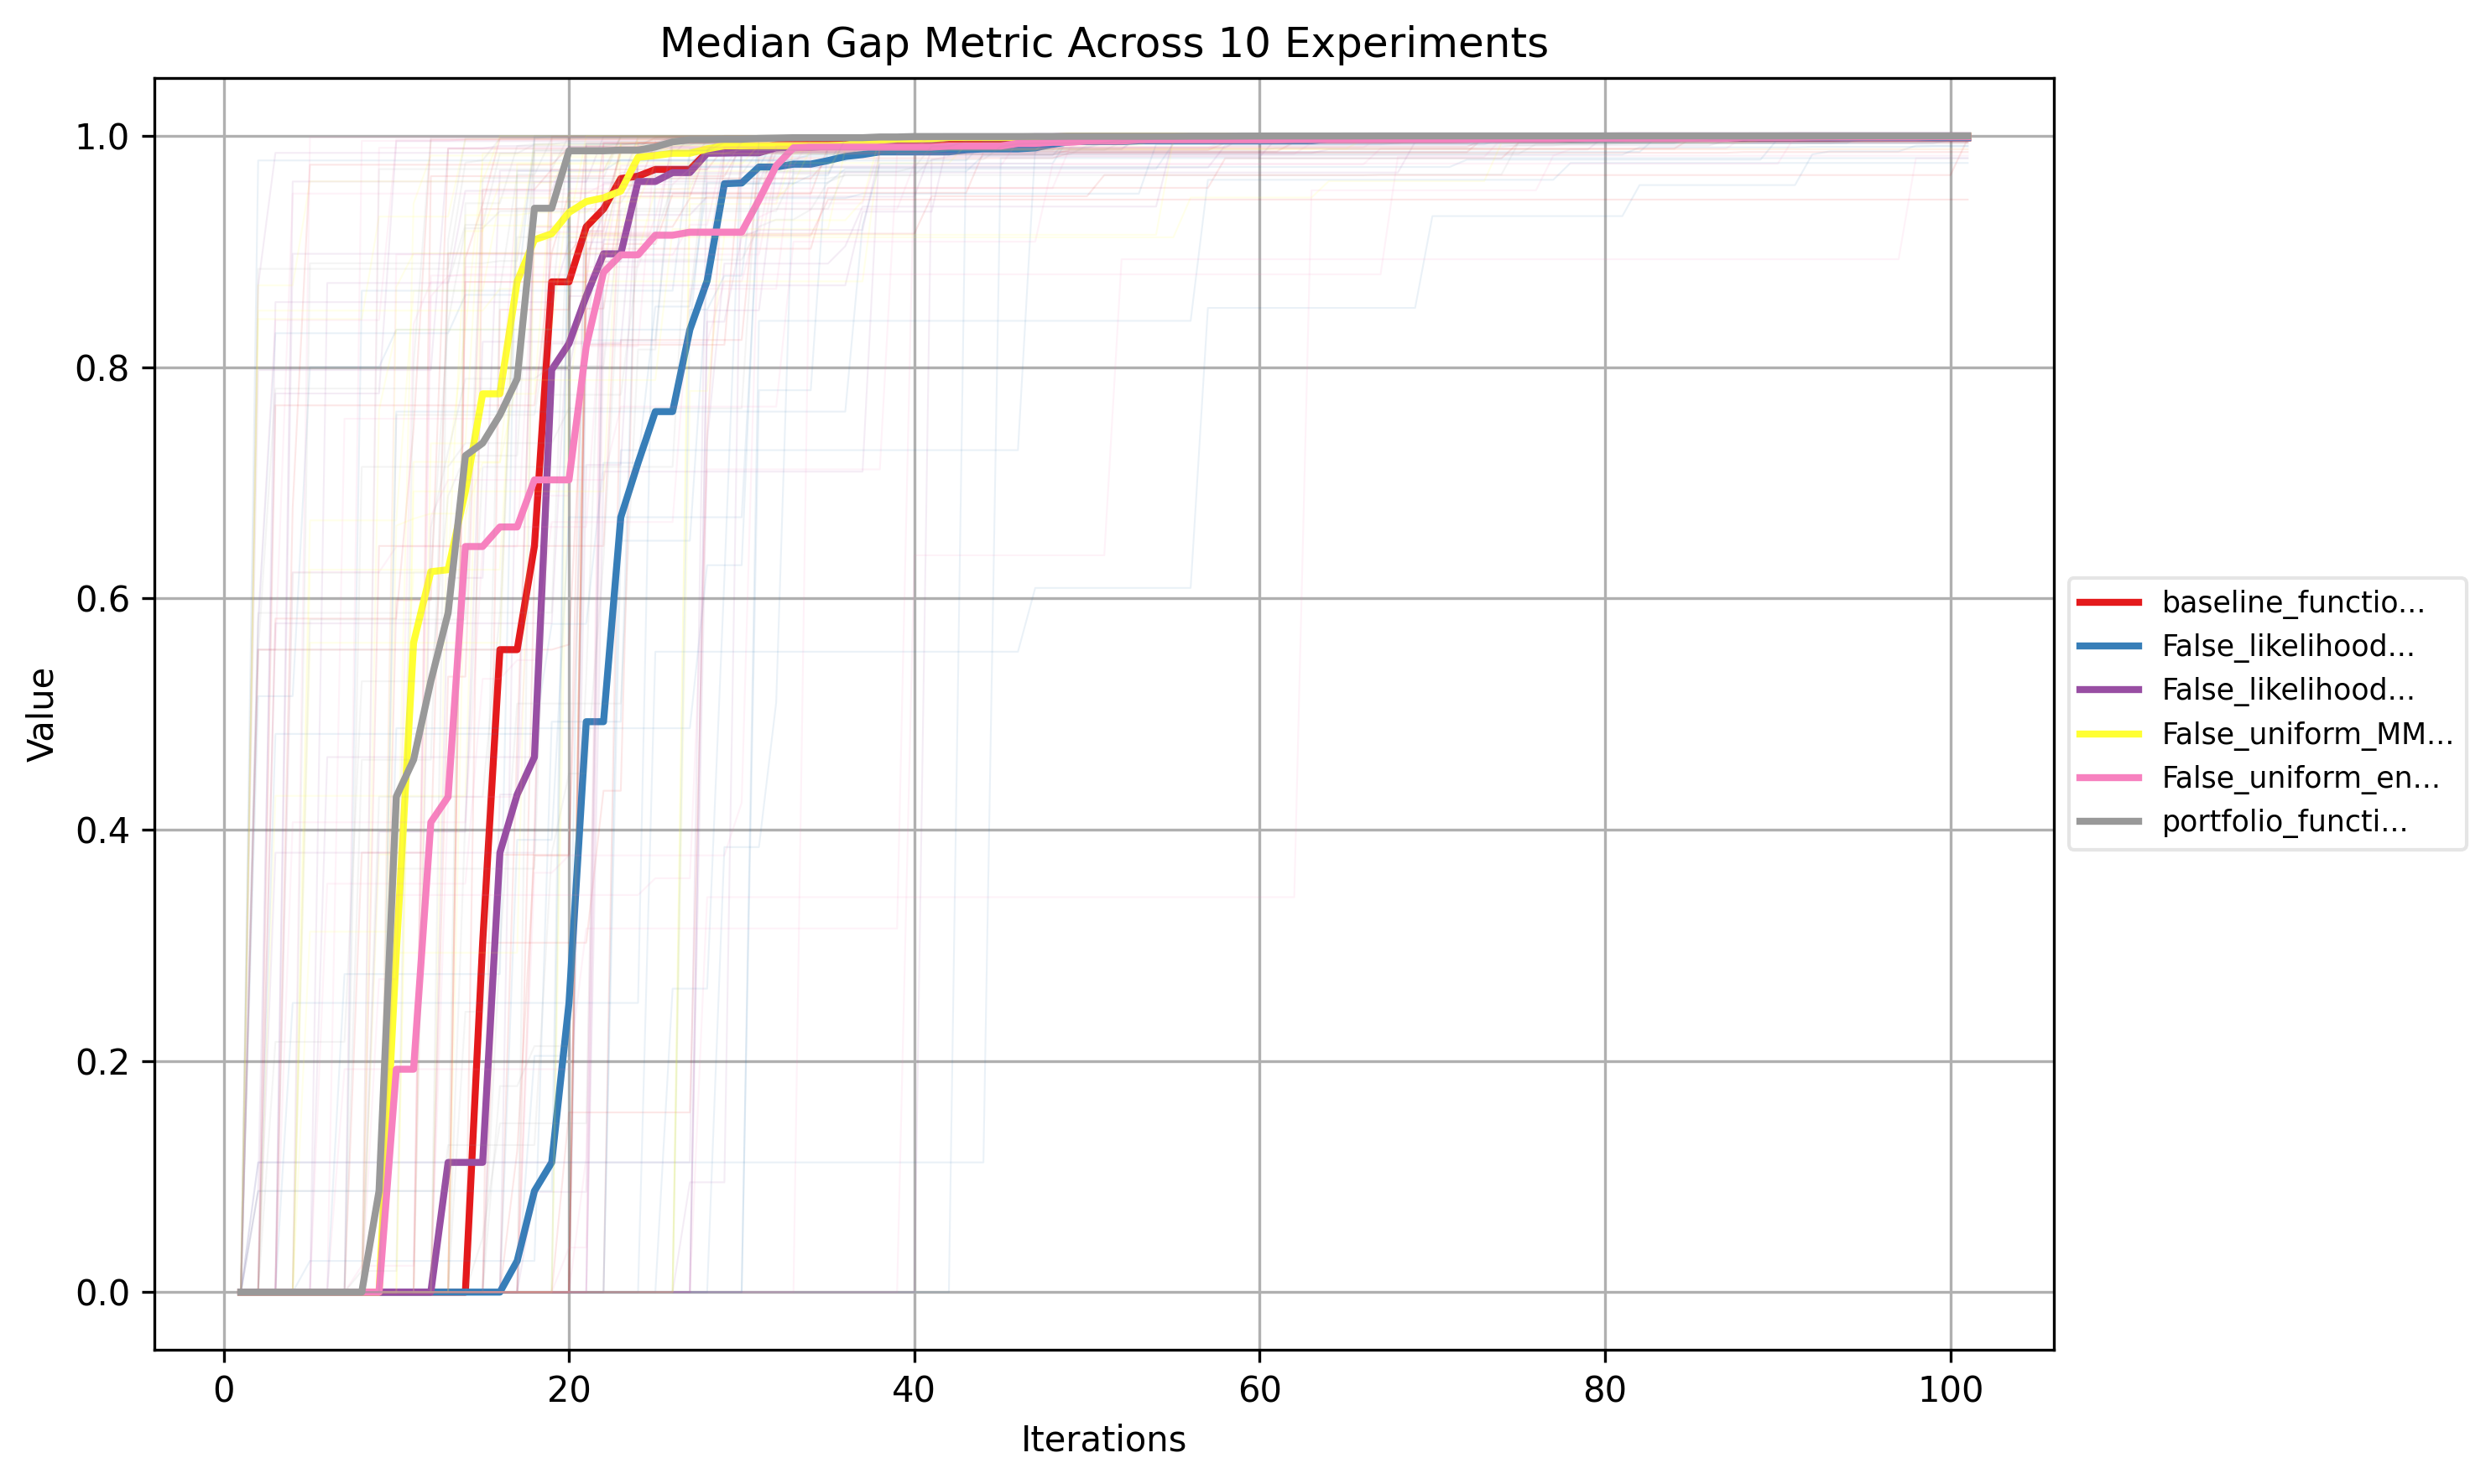 Median Gap Metric Across 10 Experiments
1.0
0.8
0.6
0.4
0.2
0.0
Value
0 20 40 60 80 100
Iterations
baseline_functio...
False_likelihood...
False_likelihood...
False_uniform_MM...
False_uniform_en...
portfolio_functi...